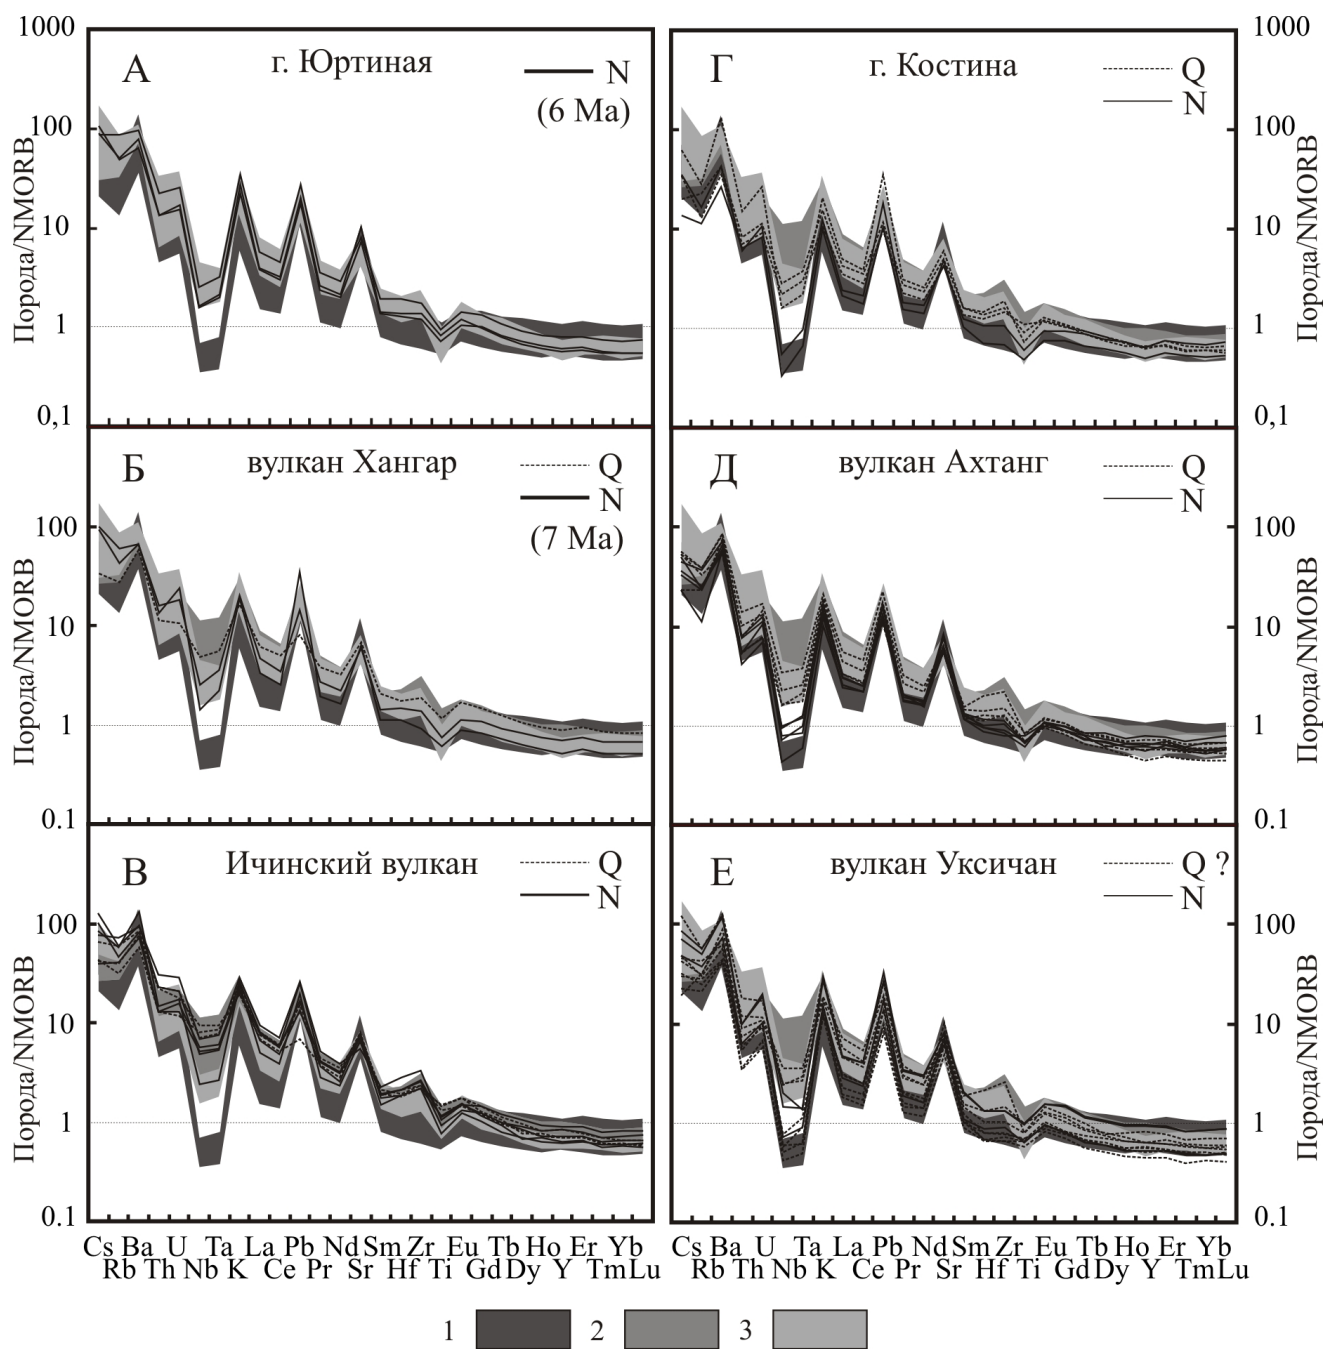 1000
100
10
1
0,1
Порода/NMORB
А
г. Юртиная
N
(6 Ma)
Г
г. Костина
Q
N
1000
100
10
1
0,1
Порода/NMORB
100
10
1
0.1
Порода/NMORB
Б
вулкан Хангар
Q
N
(7 Ma)
Д
вулкан Ахтанг
Q
N
100
10
1
0.1
Порода/NMORB
100
10
1
0.1
Порода/NMORB
В
Ичинский вулкан
Q
N
Е
вулкан Уксичан
Q ?
N
100
10
1
0.1
Порода/NMORB
Cs Ba U Ta La Pb Nd Sm Zr Eu Tb Ho Er Yb
Rb Th Nb K Ce Pr Sr Hf Ti Gd Dy Y Tm Lu
Cs Ba U Ta La Pb Nd Sm Zr Eu Tb Ho Er Yb
Rb Th Nb K Ce Pr Sr Hf Ti Gd Dy Y Tm Lu
1 2 3